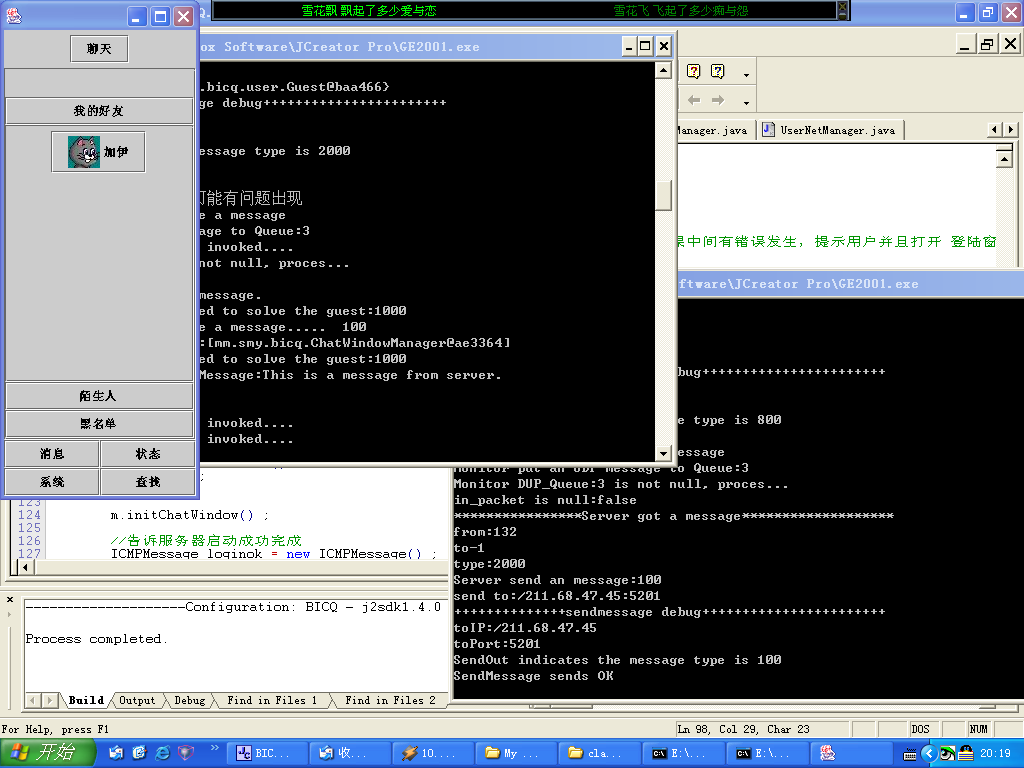 雪花飘 飘起了多少爱与恋
雪花飞 飞起了多少痴与怨
聊天
我的好友
加伊
陌生人
黑名单
消息
状态
系统
查找
ox Software\JCreator Pro\GE2001.exe
.bicq.user.Guest@baa466}
ge debug+++++++++++++++++++++++
essage type is 2000
可能有问题出现
e a message
age to Queue:3
invoked....
not null, proces...
message.
ed to solve the guest:1000
e a message..... 100
:[mm.smy.bicq.ChatWindowManager@ae3364]
ed to solve the guest:1000
Message:This is a message from server.
invoked....
invoked....
Manager.java
UserNetManager.java
果中间有错误发生，提示用户并且打开 登陆窗
ftware\JCreator Pro\GE2001.exe
bug+++++++++++++++++++++++
e type is 800
essage
Monitor put an UDP message to Queue:3
Monitor DUP_Queue:3 is not null, proces...
in_packet is null:false
****************Server got a message*******************
from:132
to-1
type:2000
Server send an message:100
send to:/211.68.47.45:5201
++++++++++++++sendmessage debug+++++++++++++++++++++++
toIP:/211.68.47.45
toPort:5201
SendOut indicates the message type is 100
SendMessage sends OK
123
124 m.initChatWindow() ;
125
126 //告诉服务器启动成功完成
127 ICMPMessage loginok = new ICMPMessage() ;
--------------------Configuration: BICQ - j2sdk1.4.0
Process completed.
Build
Output
Debug
Find in Files 1
Find in Files 2
For Help, press F1
Ln 98, Col 29, Char 23
DOS
NUM
开始
BIC...
收...
10...
My ...
cla...
E:\...
E:\...
20:19